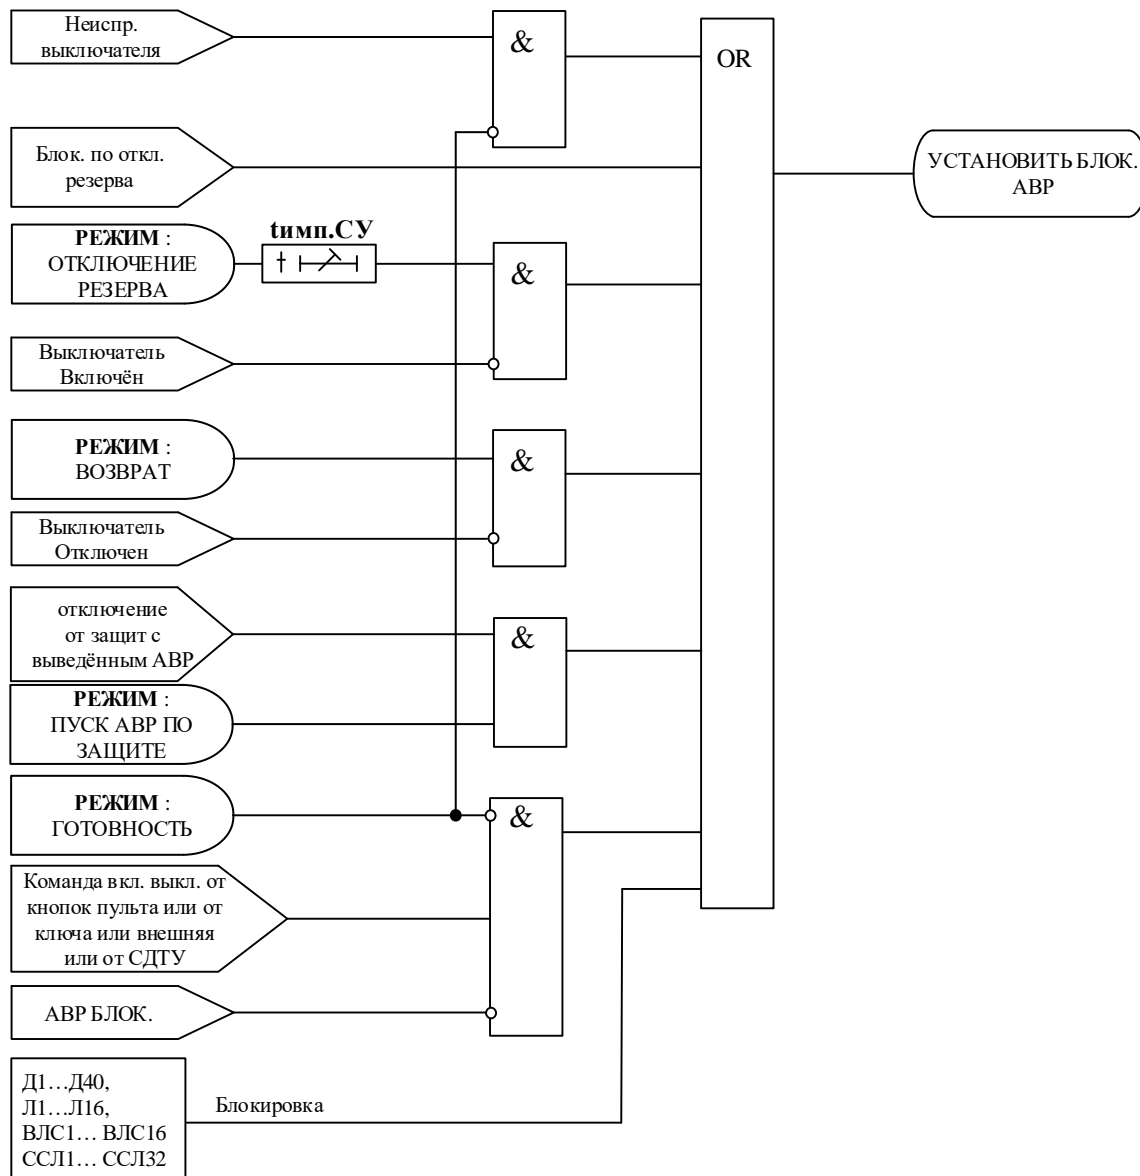 Неиспр.
выключателя
&
OR
Блок. по откл.
резерва
УСТАНОВИТЬ БЛОК.
АВР
РЕЖИМ :
ОТКЛЮЧЕНИЕ
РЕЗЕРВА
tимп.СУ
&
Выключатель
Включён
РЕЖИМ :
ВОЗВРАТ
&
Выключатель
Отключен
отключение
от защит с
выведённым АВР
&
РЕЖИМ :
ПУСК АВР ПО
ЗАЩИТЕ
РЕЖИМ :
ГОТОВНОСТЬ
&
Команда вкл. выкл. от
кнопок пульта или от
ключа или внешняя
или от СДТУ
АВР БЛОК.
Д1…Д40,
Л1…Л16,
ВЛС1… ВЛС16
ССЛ1… ССЛ32
Блокировка